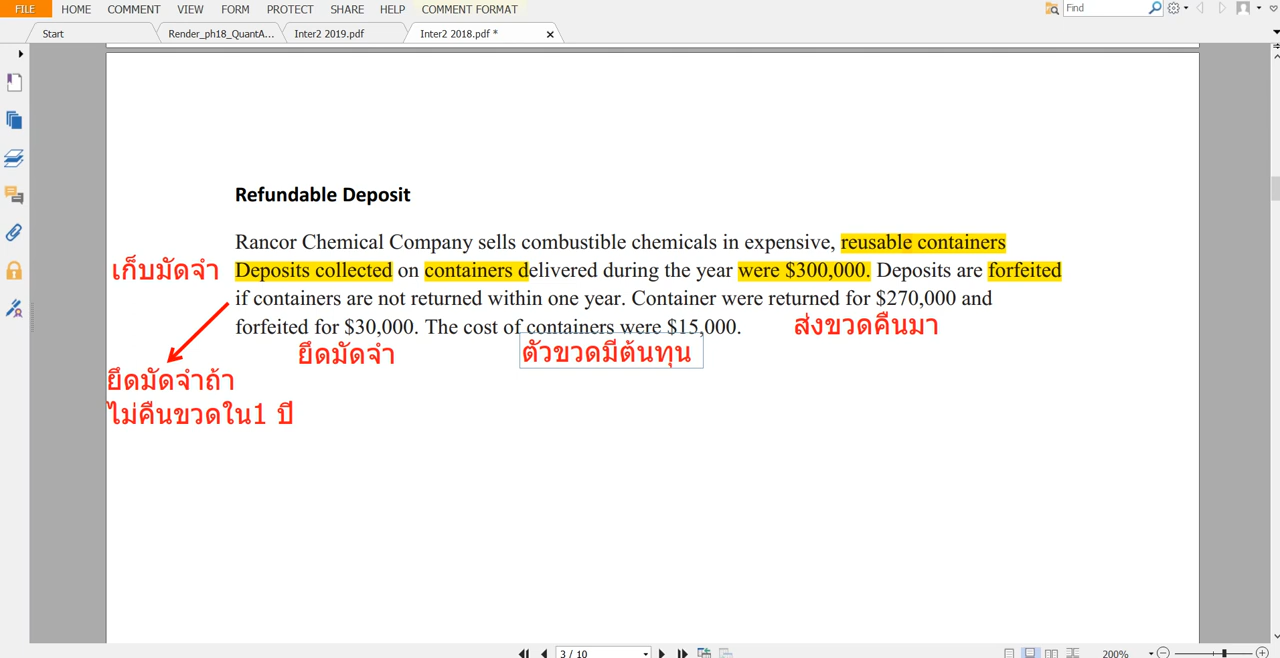 FILE HOME COMMENT VIEW FORM PROTECT SHARE HELP COMMENT FORMAT Find
Start Render_ph18_QuantA... Inter2 2019.pdf Inter2 2018.pdf *
Refundable Deposit
Rancor Chemical Company sells combustible chemicals in expensive, reusable containers
เก็บมัดจำ
Deposits collected on containers delivered during the year were $300,000. Deposits are forfeited
if containers are not returned within one year. Container were returned for $270,000 and
forfeited for $30,000. The cost of containers were $15,000.
ส่งขวดคืนมา
ยึดมัดจำ
ตัวขวดมีต้นทุน
ยึดมัดจำถ้า
ไม่คืนขวดใน1 ปี
3 / 10 200%